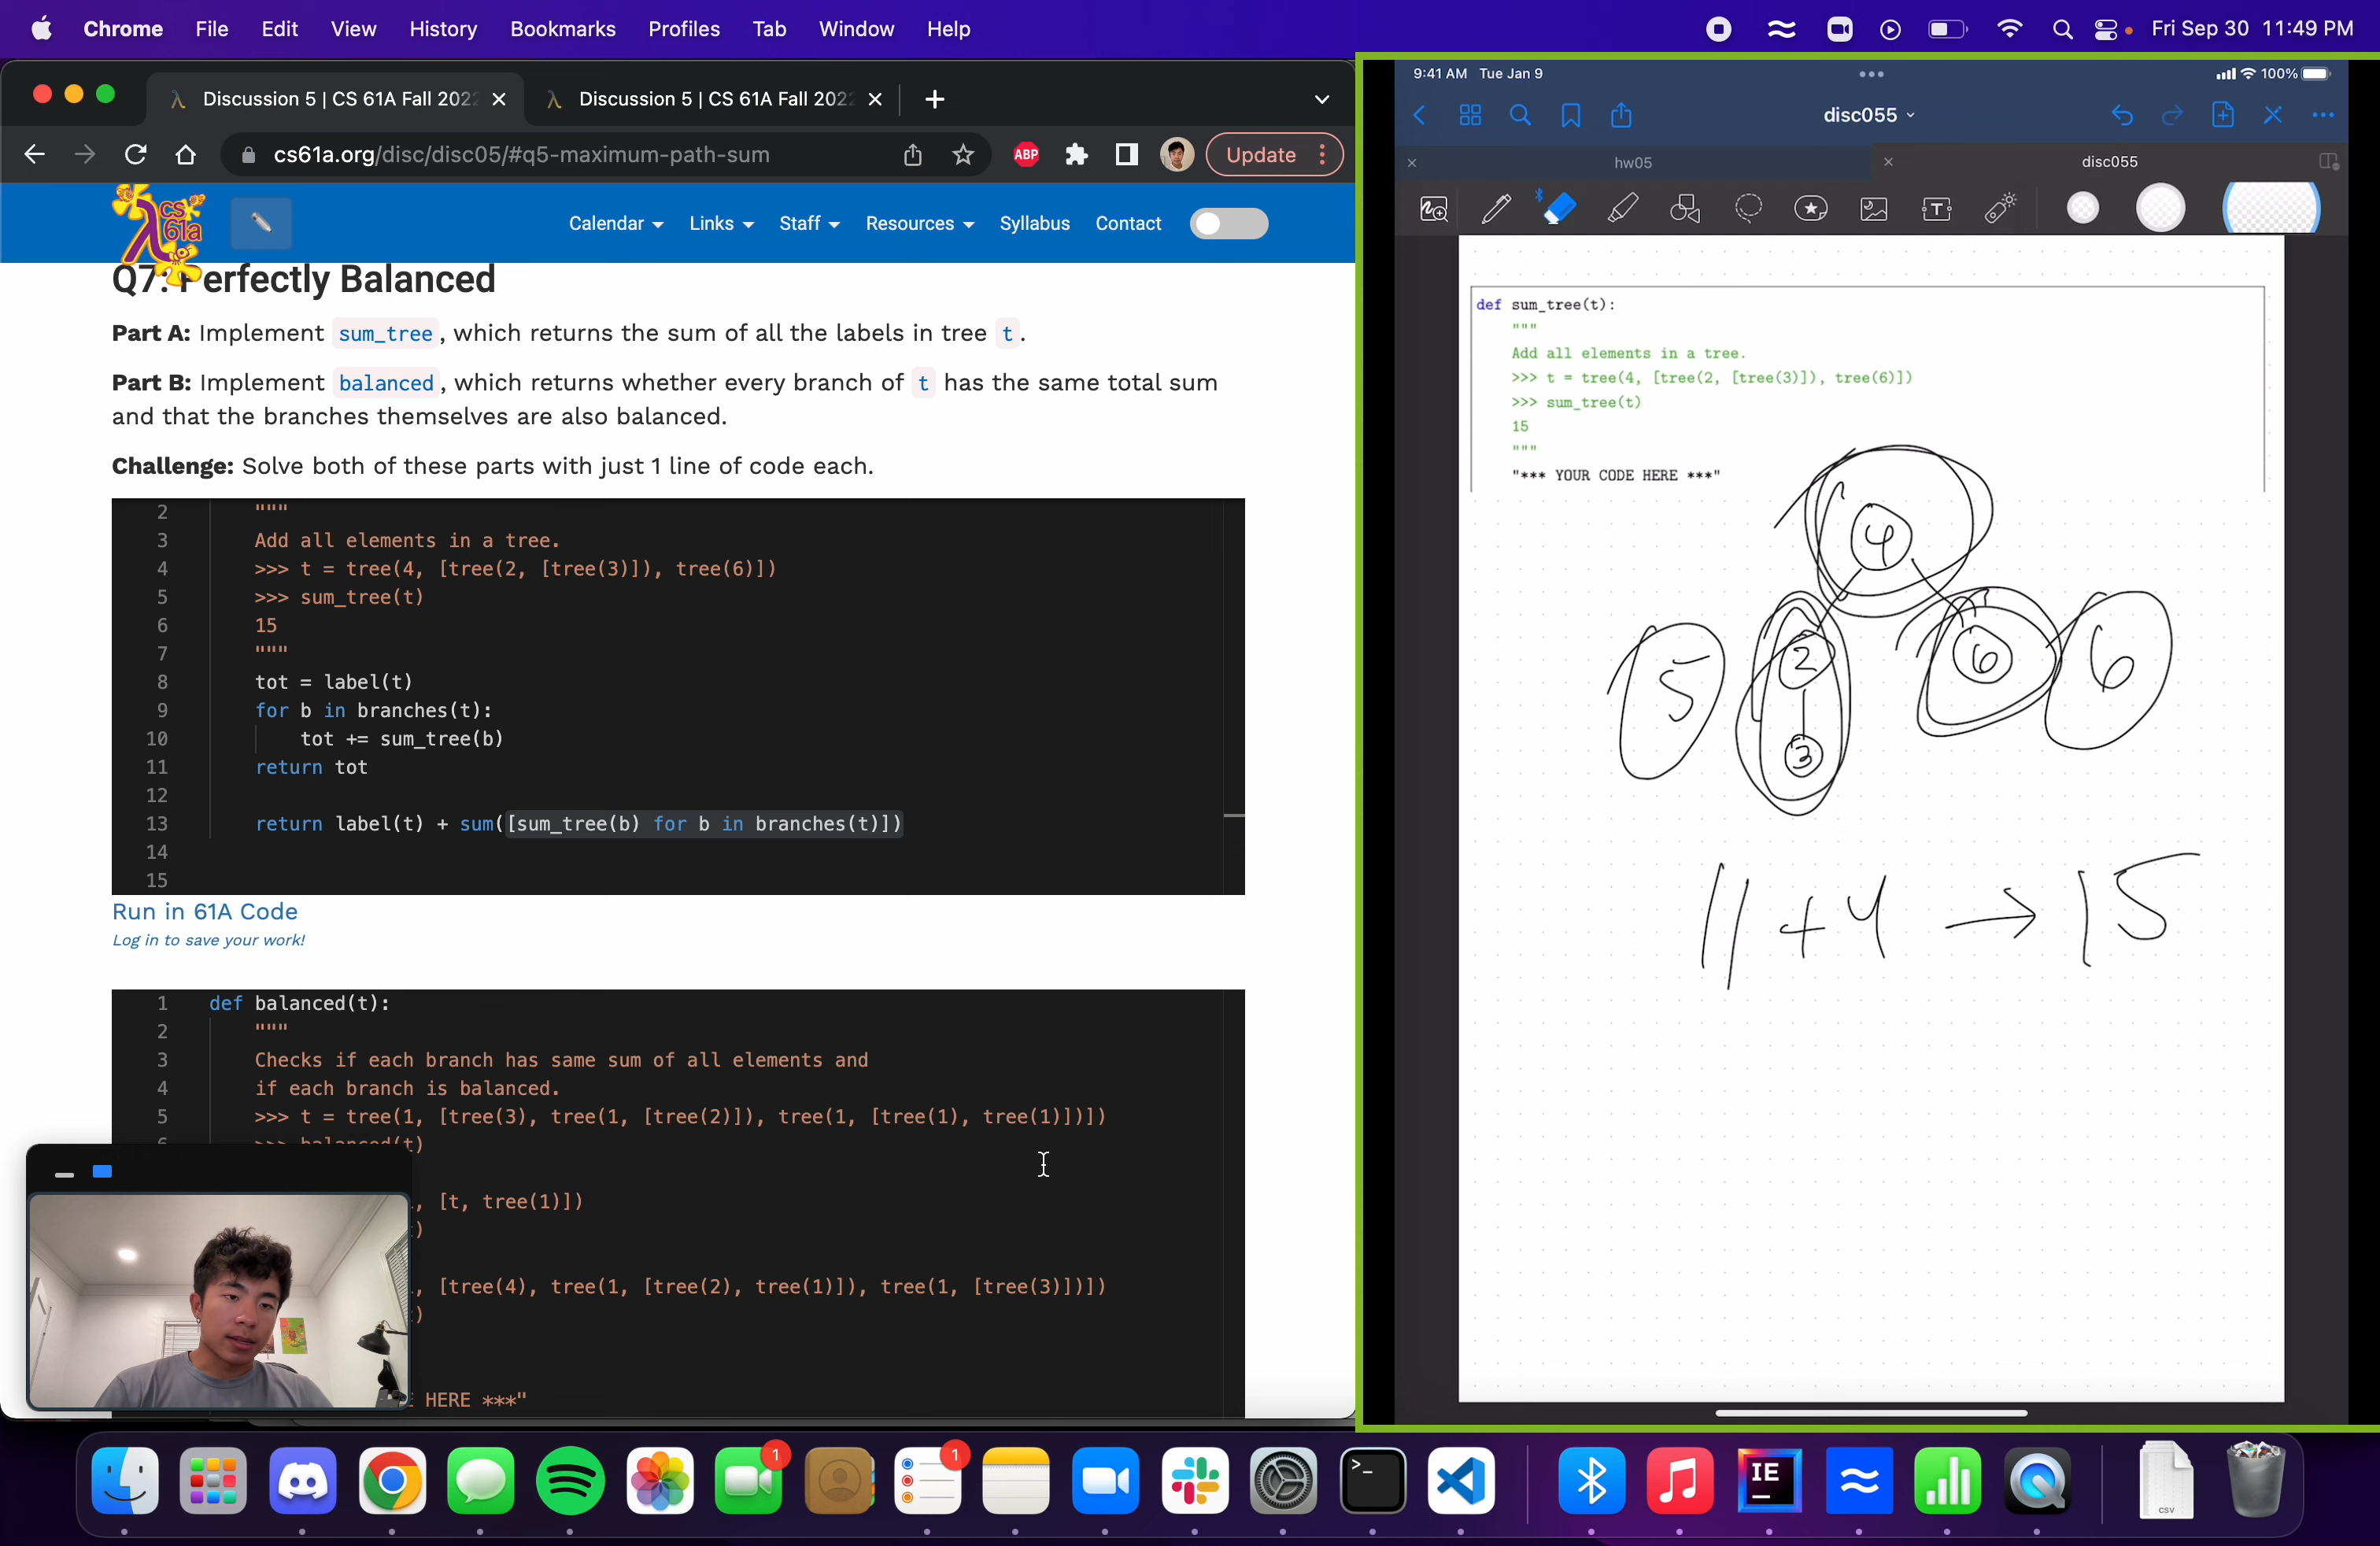 Chrome File Edit View History Bookmarks Profiles Tab Window Help Fri Sep 30 11:49 PM
Discussion 5 | CS 61A Fall 202 Discussion 5 | CS 61A Fall 202
cs61a.org/disc/disc05/#q5-maximum-path-sum ABP Update
cs 61a Calendar Links Staff Resources Syllabus Contact
Q7: Perfectly Balanced
Part A: Implement sum_tree, which returns the sum of all the labels in tree t.
Part B: Implement balanced, which returns whether every branch of t has the same total sum
and that the branches themselves are also balanced.
Challenge: Solve both of these parts with just 1 line of code each.
2 """
3 Add all elements in a tree.
4 >>> t = tree(4, [tree(2, [tree(3)]), tree(6)])
5 >>> sum_tree(t)
6 15
7 """
8 tot = label(t)
9 for b in branches(t):
10 tot += sum_tree(b)
11 return tot
12
13 return label(t) + sum([sum_tree(b) for b in branches(t)])
14
15
Run in 61A Code
Log in to save your work!
1 def balanced(t):
2 """
3 Checks if each branch has same sum of all elements and
4 if each branch is balanced.
5 >>> t = tree(1, [tree(3), tree(1, [tree(2)]), tree(1, [tree(1), tree(1)])])
6 >>> balanced(t)
, [t, tree(1)])
)
, [tree(4), tree(1, [tree(2), tree(1)]), tree(1, [tree(3)])])
)
HERE ***"
9:41 AM Tue Jan 9 100%
disc055
hw05 disc055
def sum_tree(t):
"""
Add all elements in a tree.
>>> t = tree(4, [tree(2, [tree(3)]), tree(6)])
>>> sum_tree(t)
15
"""
"*** YOUR CODE HERE ***"
4
5 2 6 6
3
11 + 4 → 15
1 1
IE
CSV